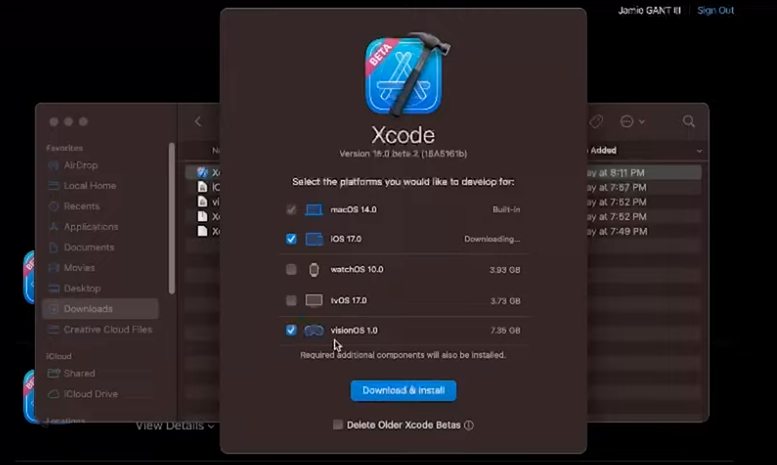 Jamie GANT III Sign Out
BETA
Xcode
Version 15.0 beta 2 (15A5161b)
Select the platforms you would like to develop for:
macOS 14.0 Built-in
iOS 17.0 Downloading...
watchOS 10.0 3.93 GB
tvOS 17.0 3.73 GB
visionOS 1.0 7.35 GB
Required additional components will also be installed.
Download & Install
Delete Older Xcode Betas
Favorites
AirDrop
Local Home
Recents
Applications
Documents
Movies
Desktop
Downloads
Creative Cloud Files
iCloud
Shared
iCloud Drive
Locations
Added
ay at 8:11 PM
ay at 7:57 PM
ay at 7:52 PM
ay at 7:52 PM
ay at 7:49 PM
View Details